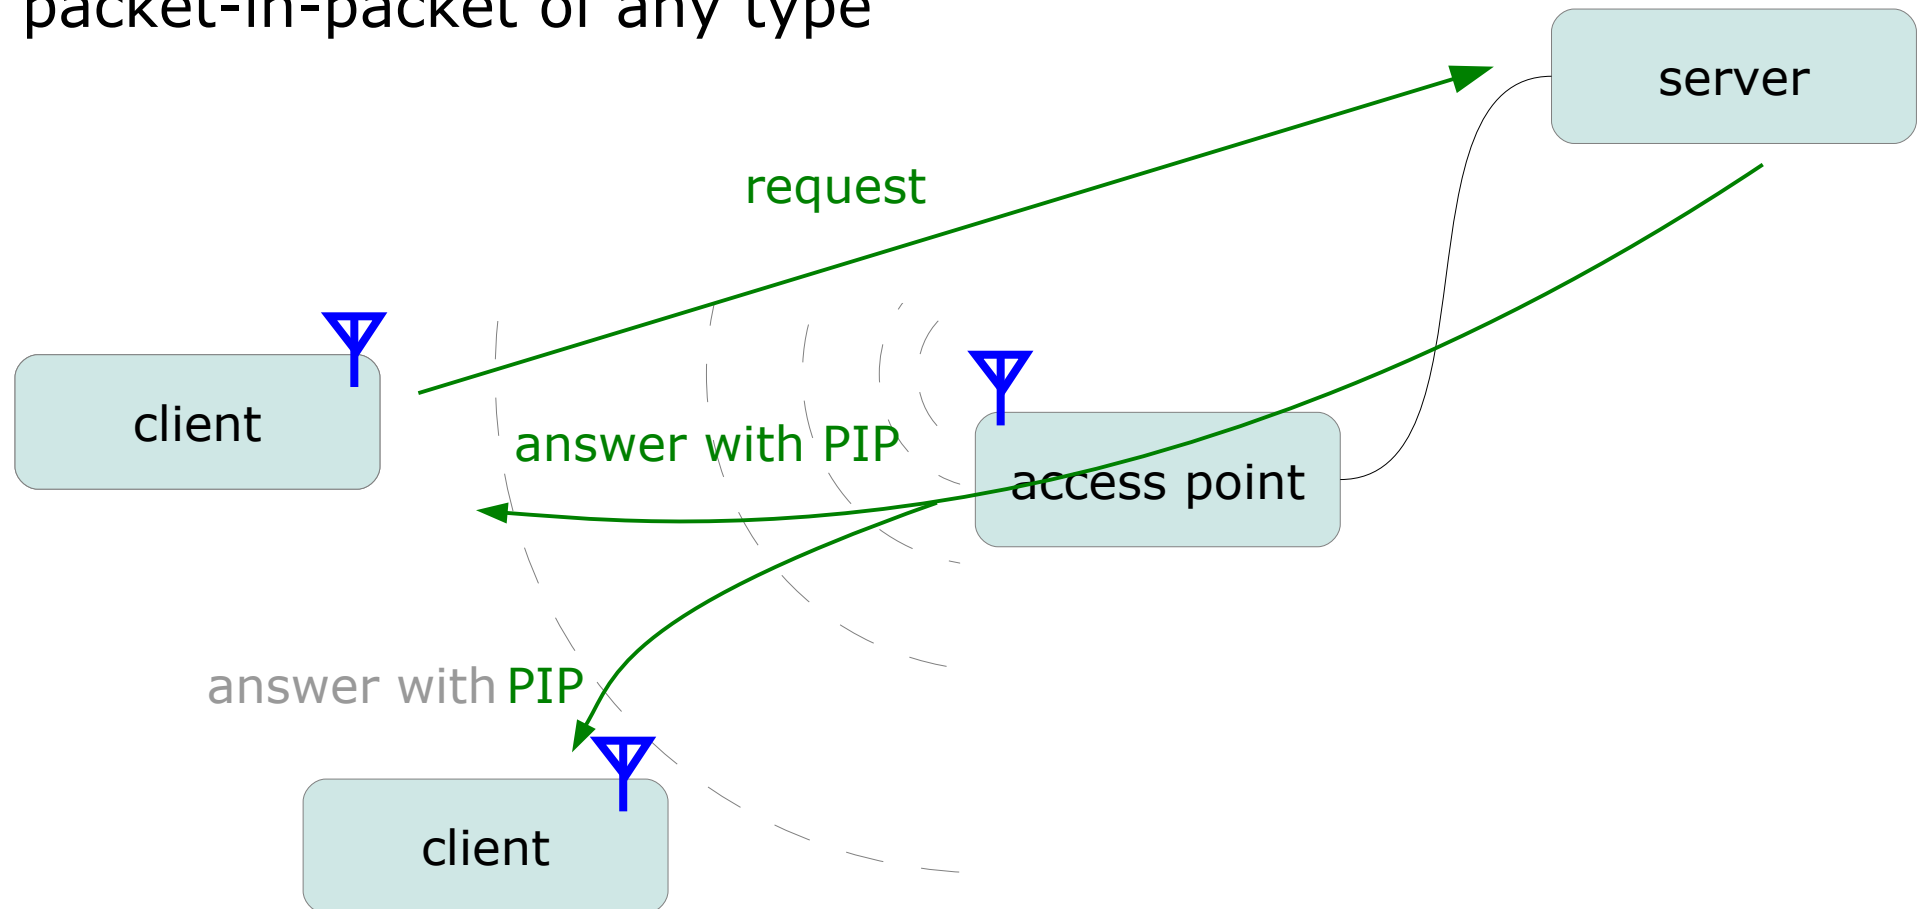 packet-in-packet of any type
server
request
client
answer with PIP
access point
answer with PIP
client